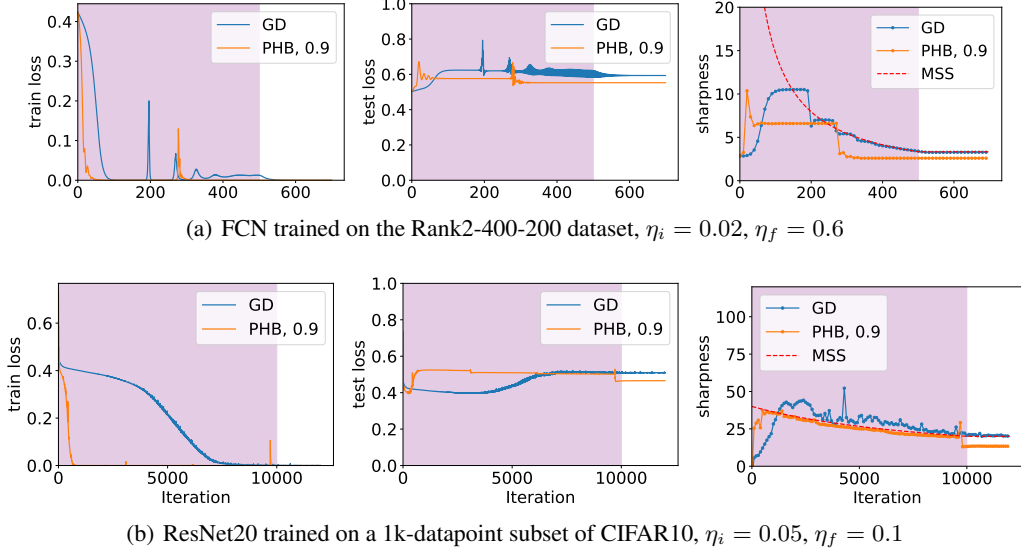 train loss
0.4
0.3
0.2
0.1
0.0
0 200 400 600
GD
PHB, 0.9
test loss
1.0
0.8
0.6
0.4
0.2
0.0
0 200 400 600
GD
PHB, 0.9
sharpness
20
15
10
5
0
0 200 400 600
GD
PHB, 0.9
MSS
(a) FCN trained on the Rank2-400-200 dataset, ηi = 0.02, ηf = 0.6
train loss
0.6
0.4
0.2
0.0
0 5000 10000
Iteration
GD
PHB, 0.9
test loss
1.0
0.8
0.6
0.4
0.2
0.0
0 5000 10000
Iteration
GD
PHB, 0.9
sharpness
100
75
50
25
0
0 5000 10000
Iteration
GD
PHB, 0.9
MSS
(b) ResNet20 trained on a 1k-datapoint subset of CIFAR10, ηi = 0.05, ηf = 0.1